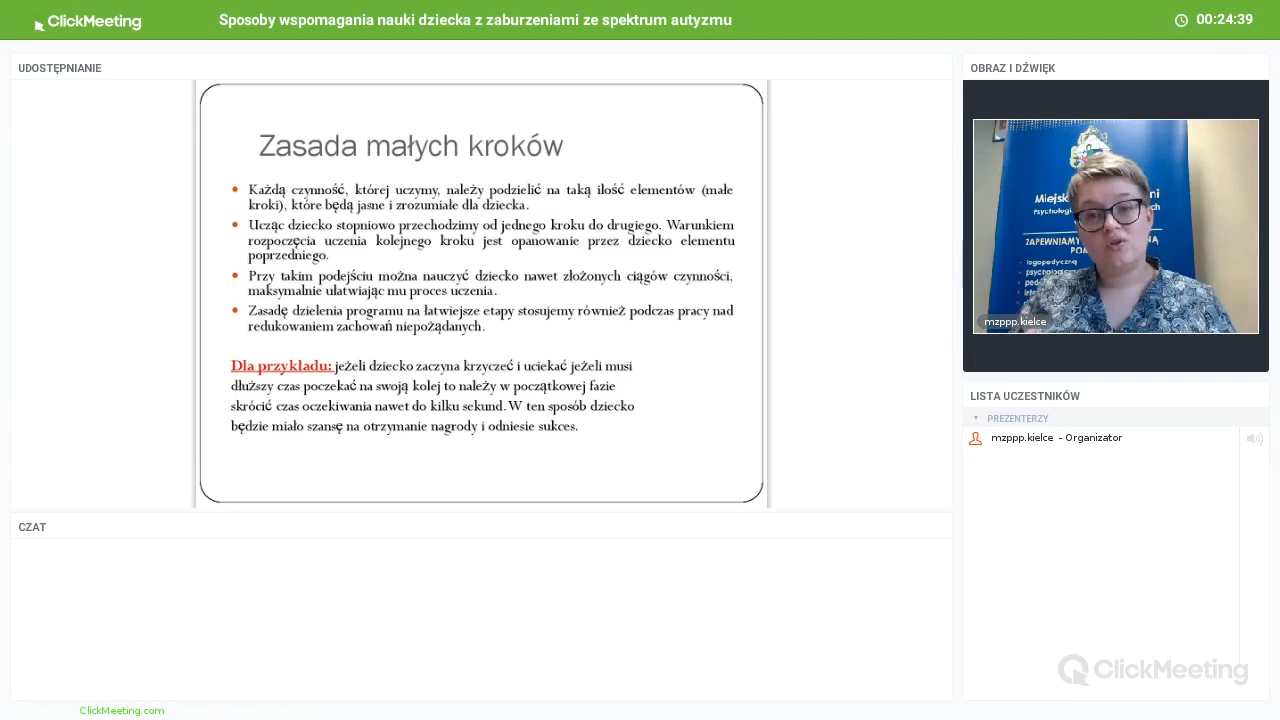 ClickMeeting
Sposoby wspomagania nauki dziecka z zaburzeniami ze spektrum autyzmu
00:24:39
UDOSTĘPNIANIE
Zasada małych kroków
• Każdą czynność, której uczymy, należy podzielić na taką ilość elementów (małe
kroki), które będą jasne i zrozumiałe dla dziecka.
• Ucząc dziecko stopniowo przechodzimy od jednego kroku do drugiego. Warunkiem
rozpoczęcia uczenia kolejnego kroku jest opanowanie przez dziecko elementu
poprzedniego.
• Przy takim podejściu można nauczyć dziecko nawet złożonych ciągów czynności,
maksymalnie ułatwiając mu proces uczenia.
• Zasadę dzielenia programu na łatwiejsze etapy stosujemy również podczas pracy nad
redukowaniem zachowań niepożądanych.
Dla przykładu: jeżeli dziecko zaczyna krzyczeć i uciekać jeżeli musi
dłuższy czas poczekać na swoją kolej to należy w początkowej fazie
skrócić czas oczekiwania nawet do kilku sekund. W ten sposób dziecko
będzie miało szansę na otrzymanie nagrody i odniesie sukces.
CZAT
ClickMeeting.com
OBRAZ I DŹWIĘK
Miejsk
ZAPEWNIAMY
logopedyczną
mzppp.kielce
LISTA UCZESTNIKÓW
PREZENTERZY
mzppp.kielce - Organizator
ClickMeeting